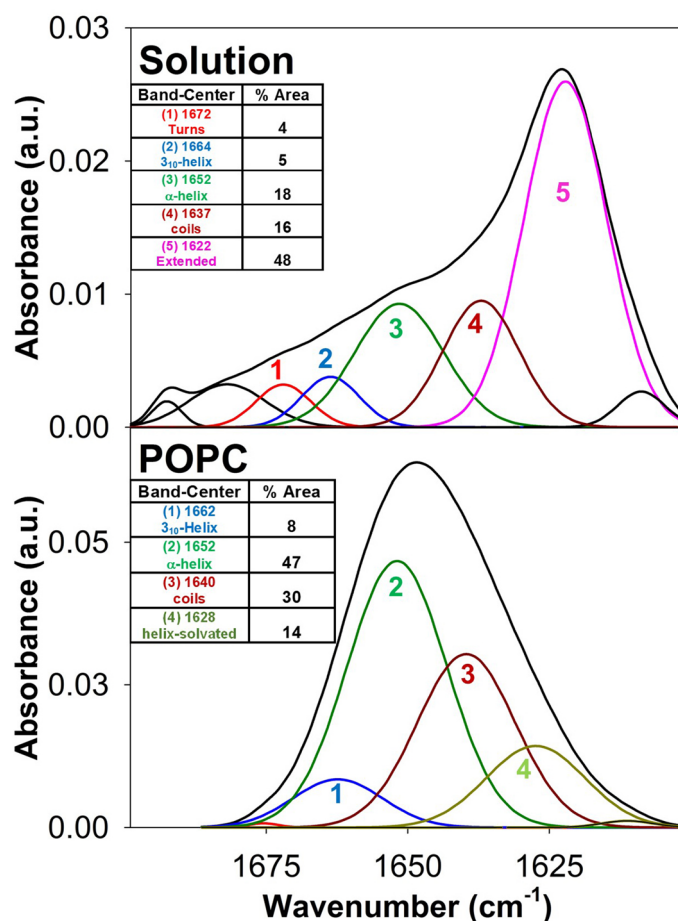 0.03
Solution
Band-Center % Area
(1) 1672
Turns 4
(2) 1664
3₁₀-helix 5
(3) 1652
α-helix 18
(4) 1637
coils 16
(5) 1622
Extended 48
0.02
0.01
0.00
Absorbance (a.u.)
1
2
3
4
5
POPC
Band-Center % Area
(1) 1662
3₁₀-Helix 8
(2) 1652
α-helix 47
(3) 1640
coils 30
(4) 1628
helix-solvated 14
0.05
0.03
0.00
Absorbance (a.u.)
1
2
3
4
1675 1650 1625
Wavenumber (cm⁻¹)